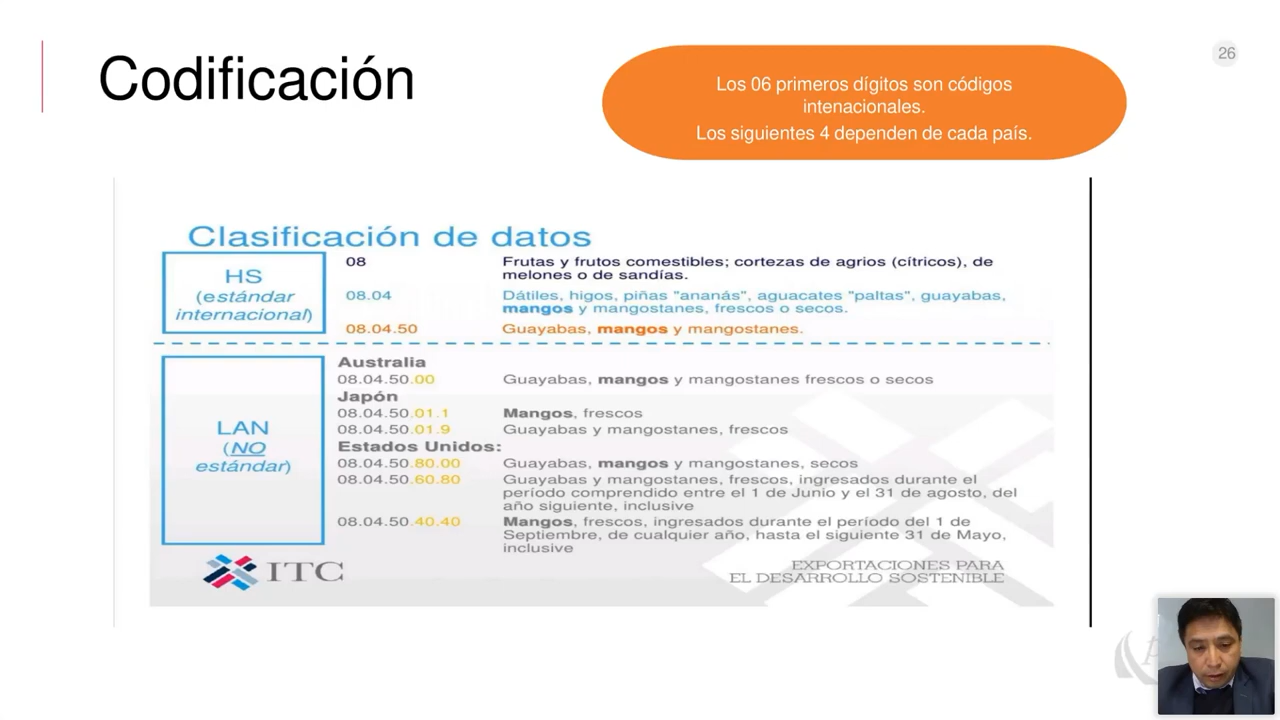 Codificación
Los 06 primeros dígitos son códigos
intenacionales.
Los siguientes 4 dependen de cada país.
26
Clasificación de datos
HS
(estándar
internacional)
08 Frutas y frutos comestibles; cortezas de agrios (cítricos), de
melones o de sandías.
08.04 Dátiles, higos, piñas "ananás", aguacates "paltas", guayabas,
mangos y mangostanes, frescos o secos.
08.04.50 Guayabas, mangos y mangostanes.
LAN
(NO
estándar)
Australia
08.04.50.00 Guayabas, mangos y mangostanes frescos o secos
Japón
08.04.50.01.1 Mangos, frescos
08.04.50.01.9 Guayabas y mangostanes, frescos
Estados Unidos:
08.04.50.80.00 Guayabas, mangos y mangostanes, secos
08.04.50.60.80 Guayabas y mangostanes, frescos, ingresados durante el
período comprendido entre el 1 de Junio y el 31 de agosto, del
año siguiente, inclusive
08.04.50.40.40 Mangos, frescos, ingresados durante el período del 1 de
Septiembre, de cualquier año, hasta el siguiente 31 de Mayo,
inclusive
ITC
EXPORTACIONES PARA
EL DESARROLLO SOSTENIBLE